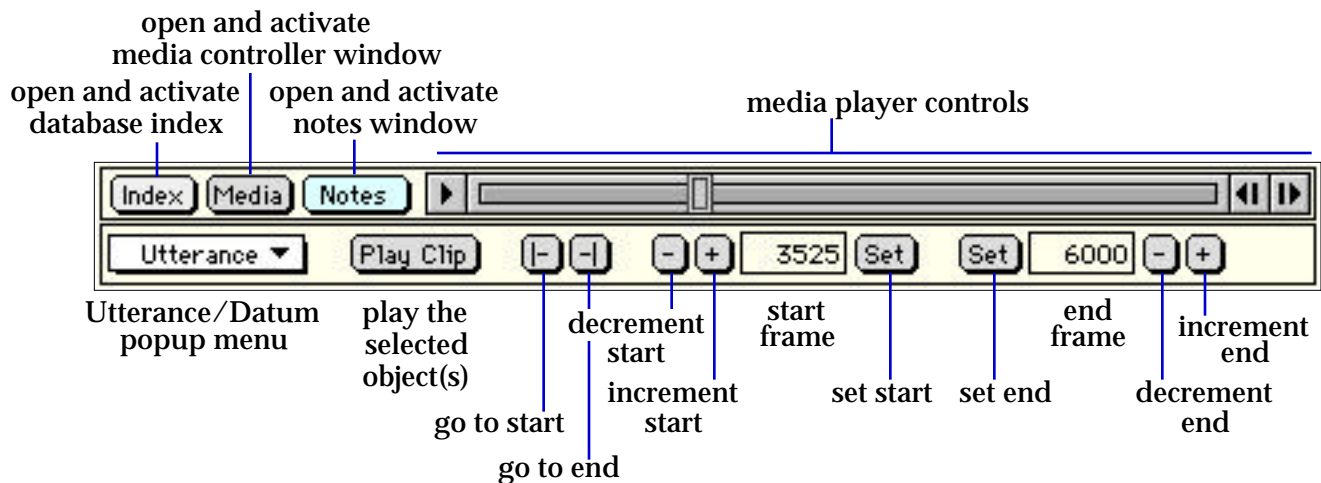 open and activate
media controller window
open and activate
database index
open and activate
notes window
media player controls
Index
Media
Notes
Utterance
Play Clip
|-
-|
-
+
3525
Set
Set
6000
-
+
Utterance/Datum
popup menu
play the
selected
object(s)
go to start
go to end
decrement
start
increment
start
start
frame
set start
set end
end
frame
decrement
end
increment
end